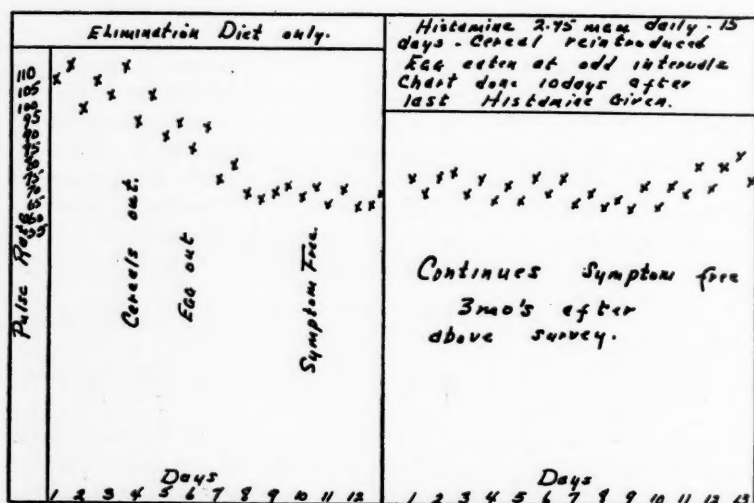 Elimination Diet only.
110
105
100
95
90
65
Pulse Rate
Cereals out.
Egg out
Symptom Free.
Days
1 2 3 4 5 6 7 8 9 10 11 12
Histamine 2.75 mgm daily - 15
days - Cereal reintroduced
Egg eaten at odd intervals
Chart done 10 days after
last Histamine Given.
Continues Symptom free
3 mo's after
above survey.
1 2 3 4 5 6 7 8 9 10 11 12 13